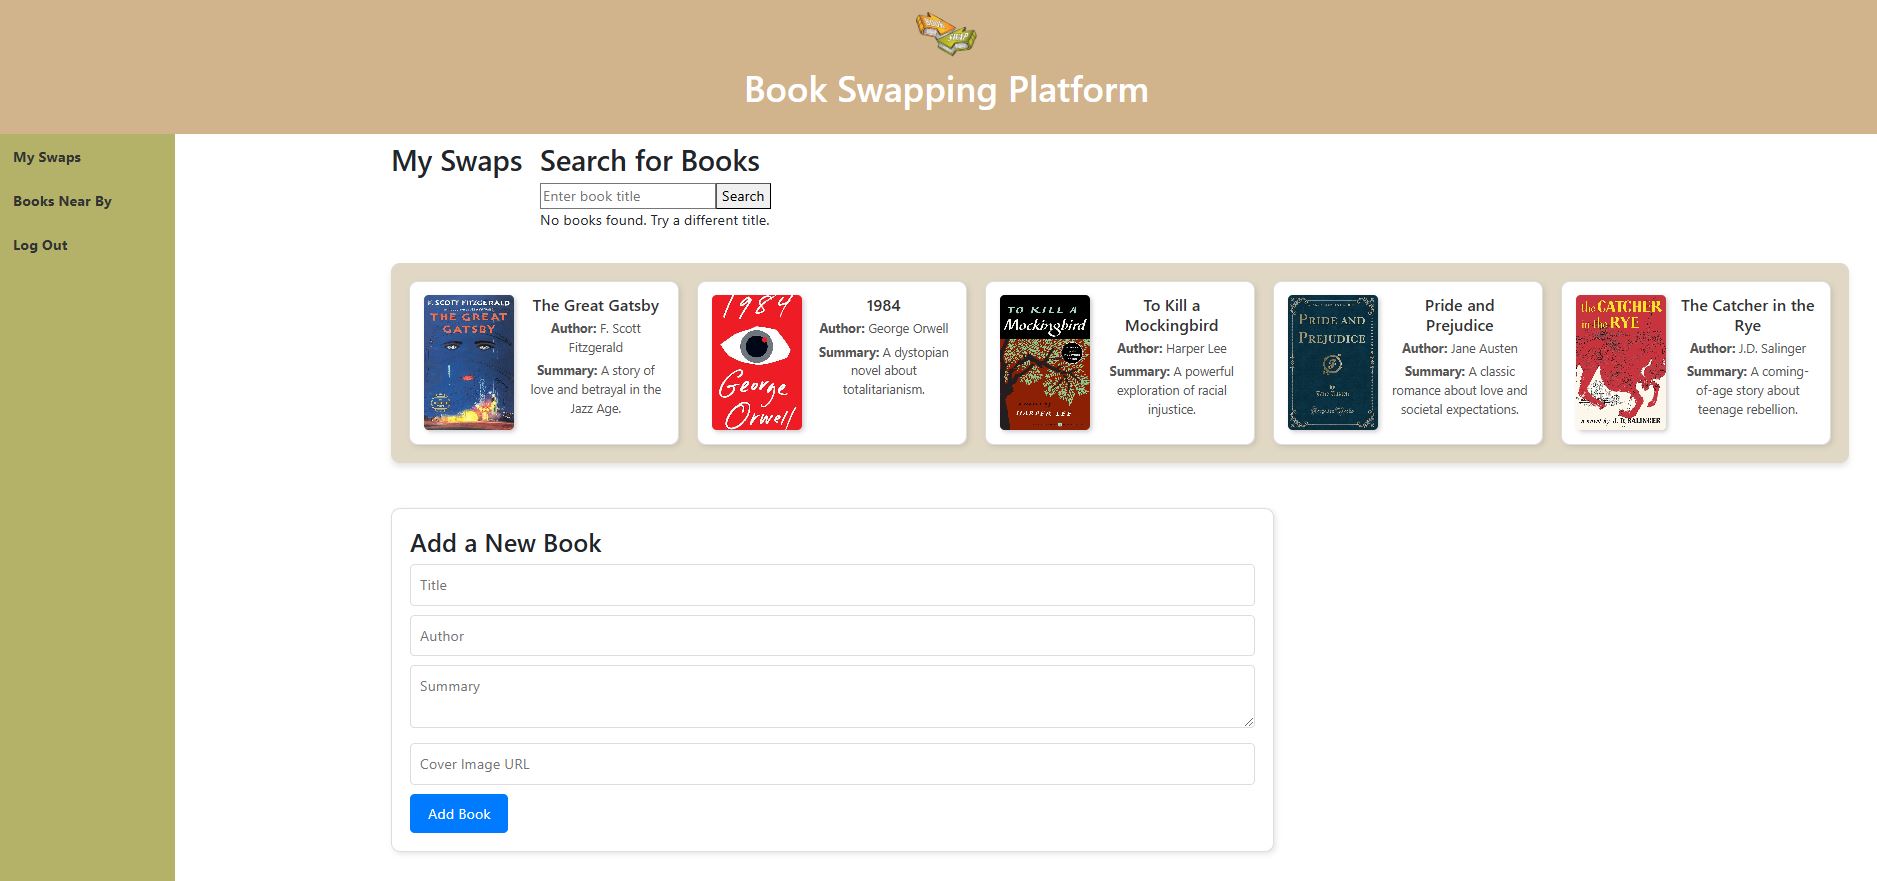 Book
SWAP
Book Swapping Platform
My Swaps
Books Near By
Log Out
My Swaps
Search for Books
Enter book title
Search
No books found. Try a different title.
F. SCOTT FITZGERALD
THE GREAT
GATSBY
The Great Gatsby
Author: F. Scott
Fitzgerald
Summary: A story of
love and betrayal in the
Jazz Age.
1984
George
Orwell
1984
Author: George Orwell
Summary: A dystopian
novel about
totalitarianism.
TO KILL A
Mockingbird
HARPER LEE
To Kill a
Mockingbird
Author: Harper Lee
Summary: A powerful
exploration of racial
injustice.
PRIDE AND
PREJUDICE
by
Pride and
Prejudice
Author: Jane Austen
Summary: A classic
romance about love and
societal expectations.
the CATCHER
in the RYE
a novel by J. D. SALINGER
The Catcher in the
Rye
Author: J.D. Salinger
Summary: A coming-
of-age story about
teenage rebellion.
Add a New Book
Title
Author
Summary
Cover Image URL
Add Book